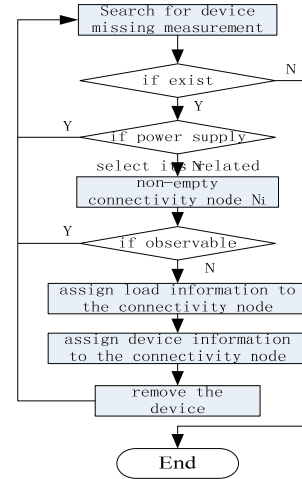 Search for device
missing measurement
if exist
N
Y
Y
if power supply
N
select its related
non-empty
connectivity node Ni
Y
if observable
N
assign load information to
the connectivity node
assign device information
to the connectivity node
remove the
device
End